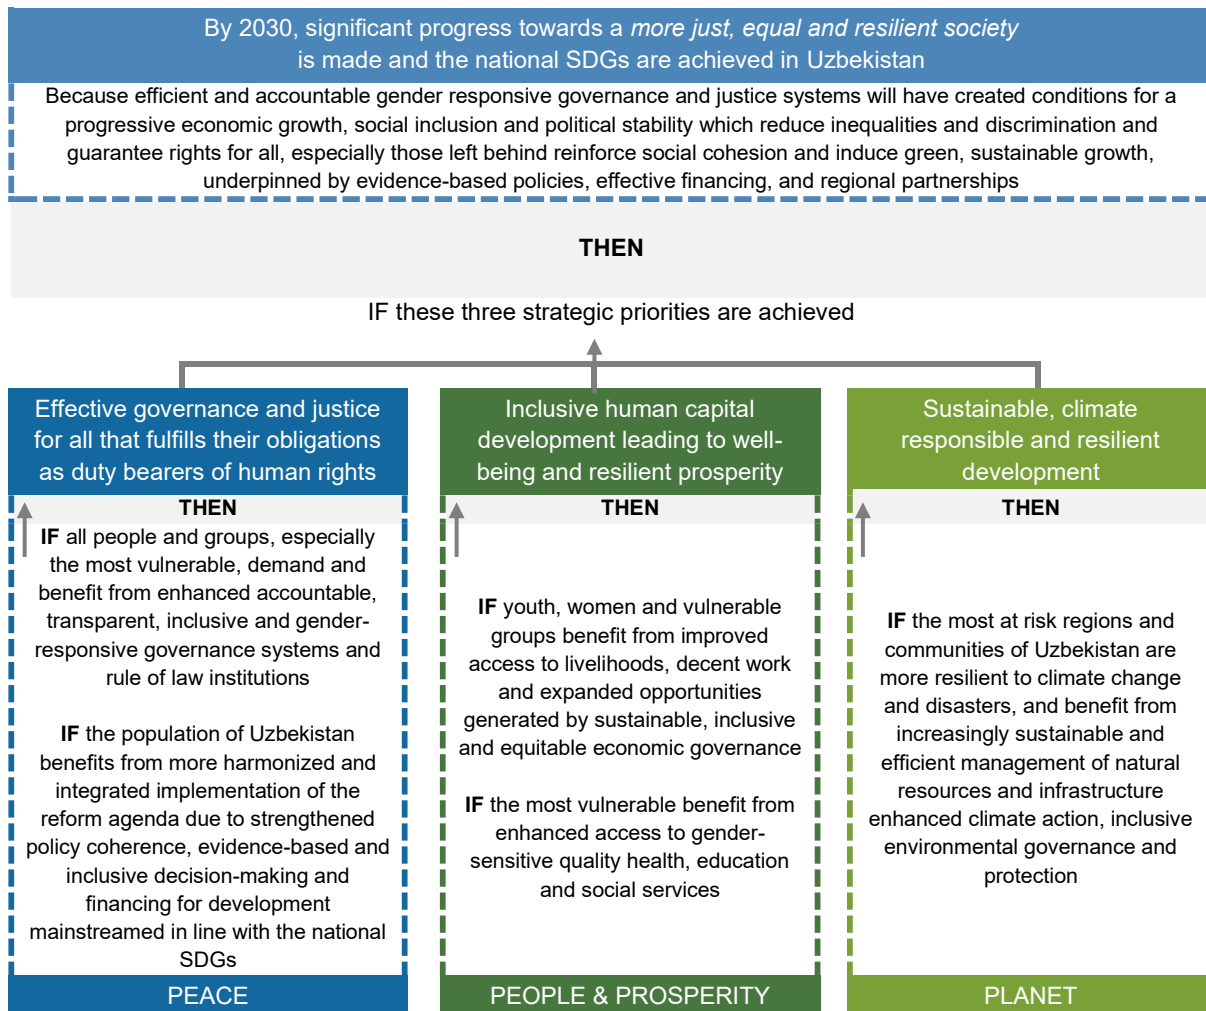 By 2030, significant progress towards a more just, equal and resilient society
is made and the national SDGs are achieved in Uzbekistan
Because efficient and accountable gender responsive governance and justice systems will have created conditions for a
progressive economic growth, social inclusion and political stability which reduce inequalities and discrimination and
guarantee rights for all, especially those left behind reinforce social cohesion and induce green, sustainable growth,
underpinned by evidence-based policies, effective financing, and regional partnerships
THEN
IF these three strategic priorities are achieved
Effective governance and justice
for all that fulfills their obligations
as duty bearers of human rights
THEN
IF all people and groups, especially
the most vulnerable, demand and
benefit from enhanced accountable,
transparent, inclusive and gender-
responsive governance systems and
rule of law institutions
IF the population of Uzbekistan
benefits from more harmonized and
integrated implementation of the
reform agenda due to strengthened
policy coherence, evidence-based and
inclusive decision-making and
financing for development
mainstreamed in line with the national
SDGs
PEACE
Inclusive human capital
development leading to well-
being and resilient prosperity
THEN
IF youth, women and vulnerable
groups benefit from improved
access to livelihoods, decent work
and expanded opportunities
generated by sustainable, inclusive
and equitable economic governance
IF the most vulnerable benefit from
enhanced access to gender-
sensitive quality health, education
and social services
PEOPLE & PROSPERITY
Sustainable, climate
responsible and resilient
development
THEN
IF the most at risk regions and
communities of Uzbekistan are
more resilient to climate change
and disasters, and benefit from
increasingly sustainable and
efficient management of natural
resources and infrastructure
enhanced climate action, inclusive
environmental governance and
protection
PLANET